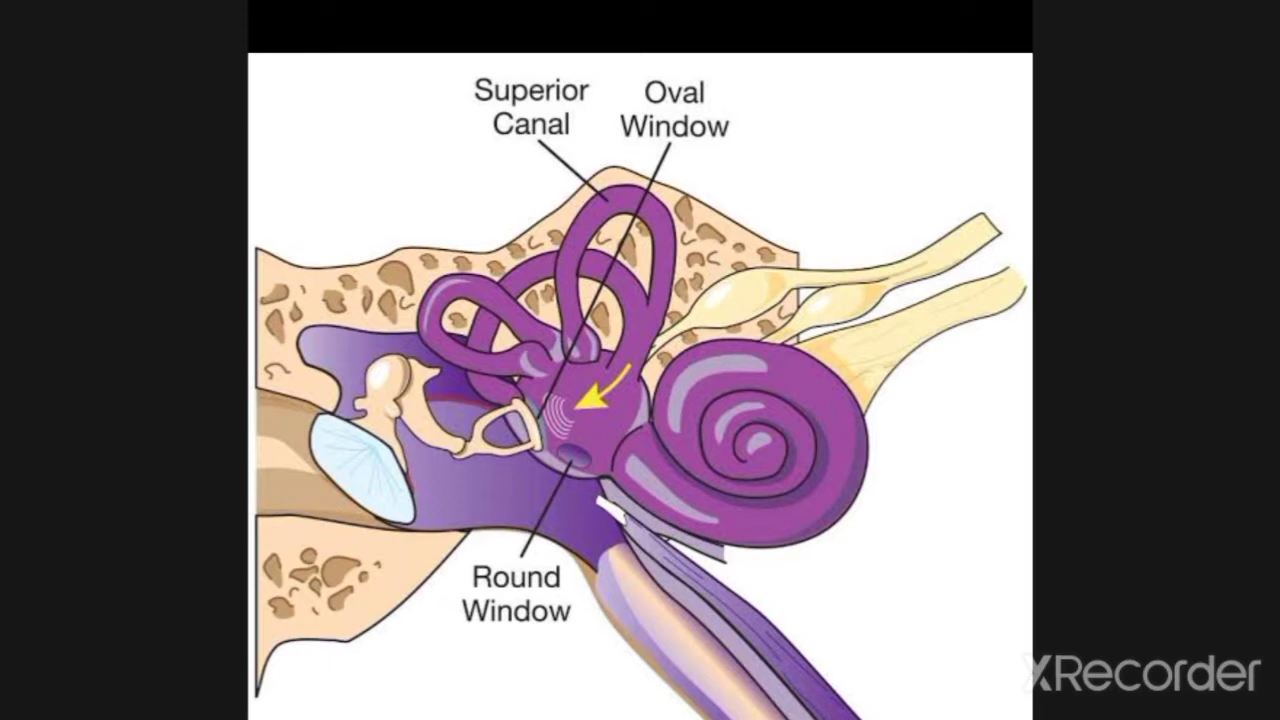 Superior
Canal
Oval
Window
Round
Window
XRecorder